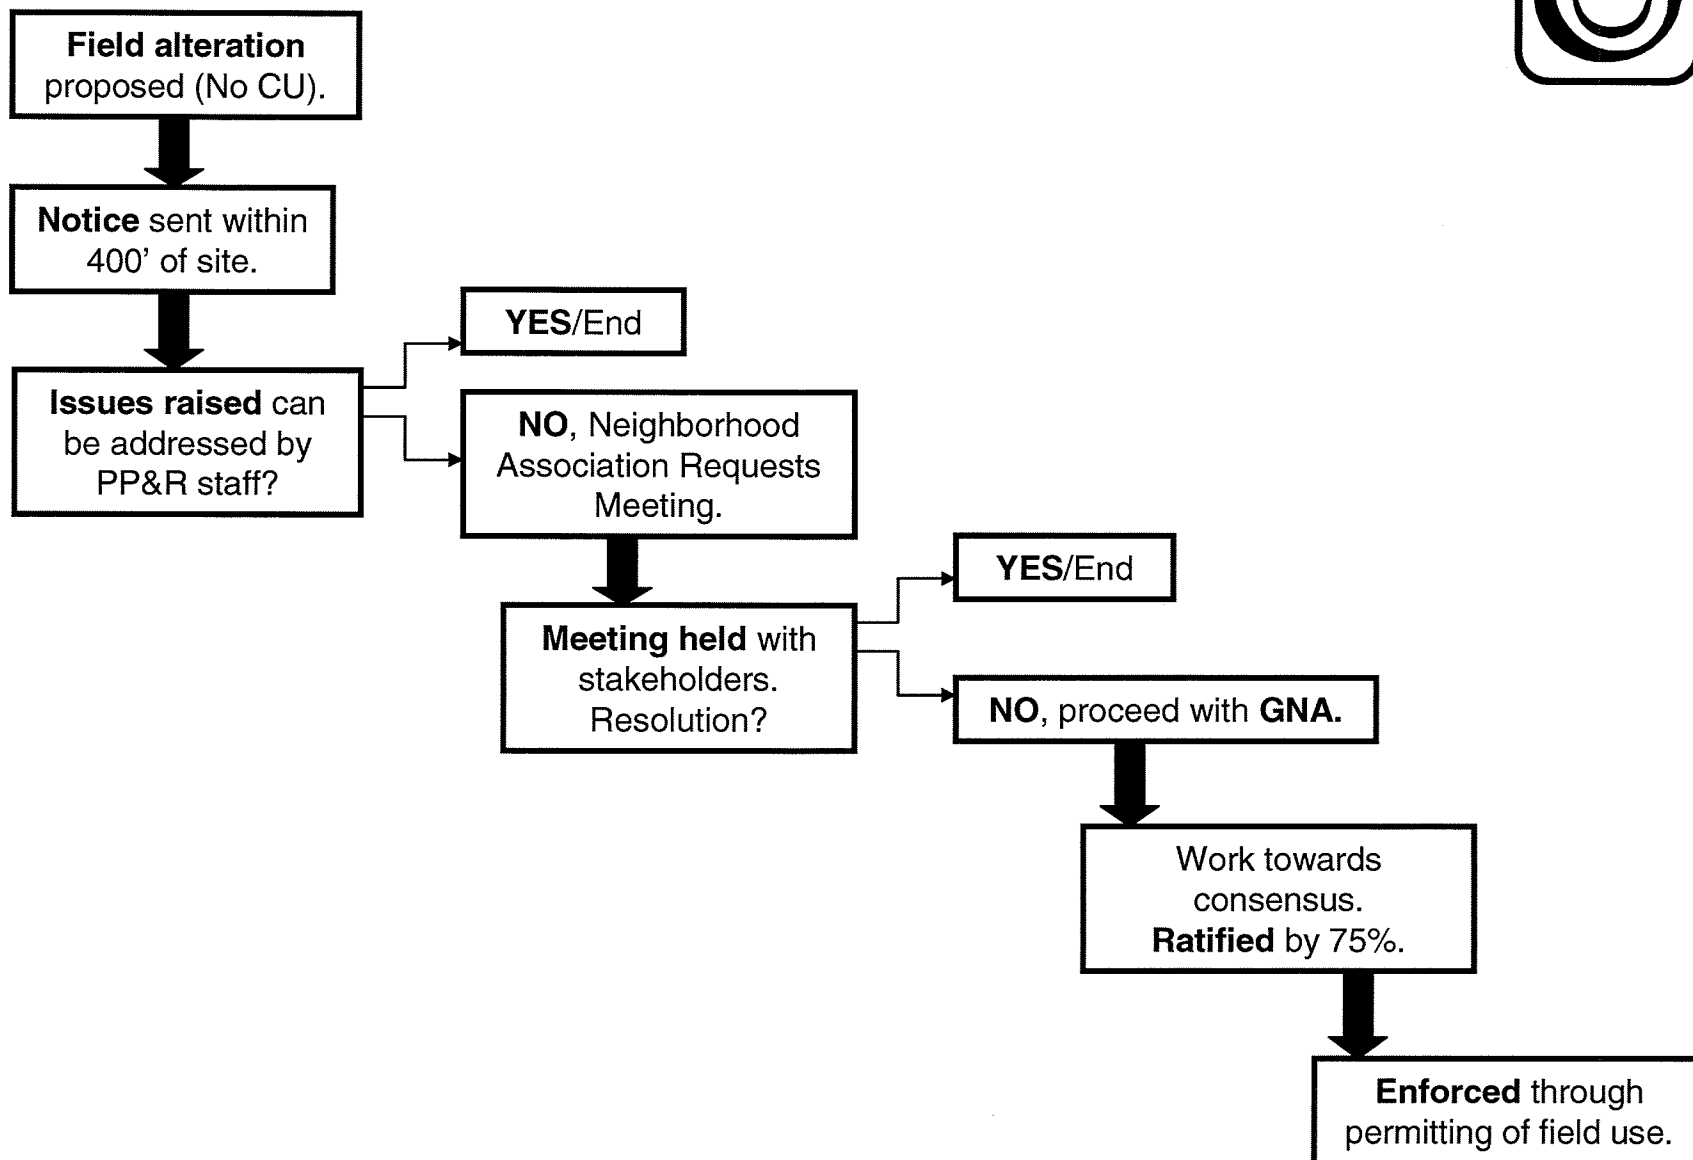 Field alteration
proposed (No CU).
Notice sent within
400’ of site.
Issues raised can
be addressed by
PP&R staff?
YES/End
NO, Neighborhood
Association Requests
Meeting.
Meeting held with
stakeholders.
Resolution?
YES/End
NO, proceed with GNA.
Work towards
consensus.
Ratified by 75%.
Enforced through
permitting of field use.